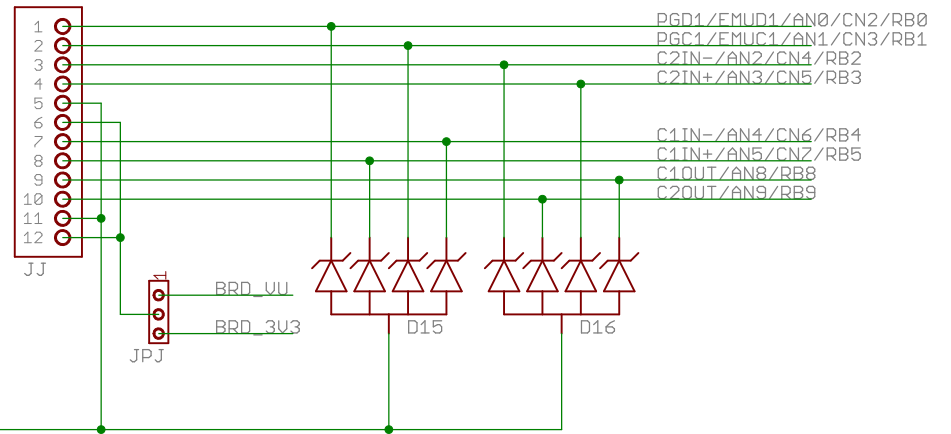 1 PGD1/EMUD1/AN0/CN2/RB0
2 PGC1/EMUC1/AN1/CN3/RB1
3 C2IN-/AN2/CN4/RB2
4 C2IN+/AN3/CN5/RB3
5
6
7 C1IN-/AN4/CN6/RB4
8 C1IN+/AN5/CN7/RB5
9 C1OUT/AN8/RB8
10 C2OUT/AN9/RB9
11
12
JJ
1
BRD_VU
BRD_3V3
D15
D16
JPJ